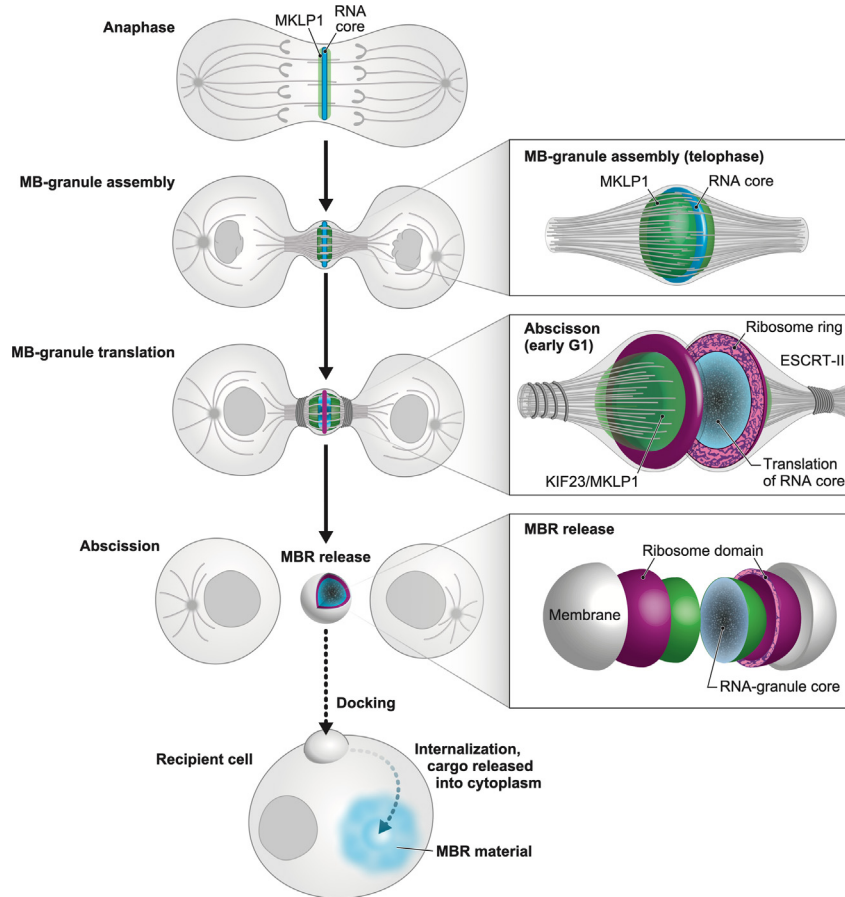 MKLP1
RNA
core
Anaphase
MB-granule assembly
MB-granule assembly (telophase)
MKLP1
RNA core
MB-granule translation
Abscisson
(early G1)
Ribosome ring
ESCRT-II
KIF23/MKLP1
Translation
of RNA core
Abscission
MBR release
MBR release
Ribosome domain
Membrane
RNA-granule core
Docking
Recipient cell
Internalization,
cargo released
into cytoplasm
MBR material